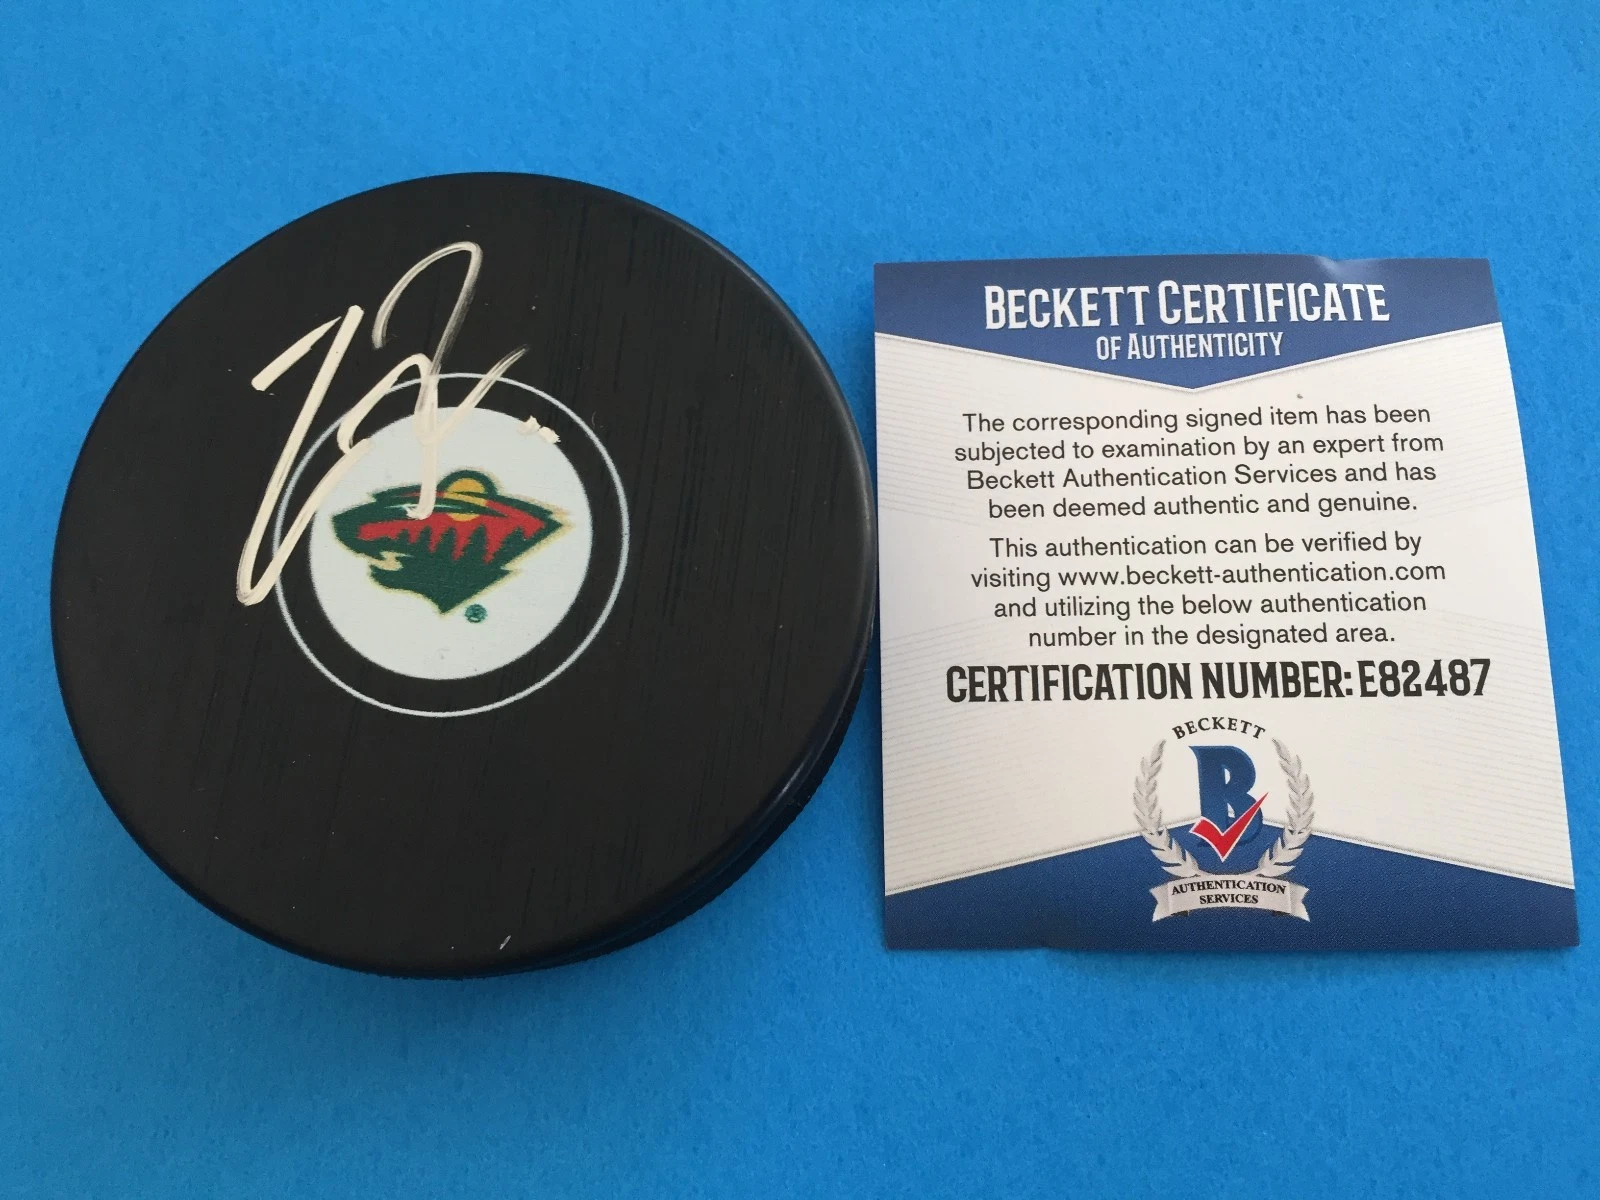 BECKETT CERTIFICATE
OF AUTHENTICITY
The corresponding signed item has been
subjected to examination by an expert from
Beckett Authentication Services and has
been deemed authentic and genuine.
This authentication can be verified by
visiting www.beckett-authentication.com
and utilizing the below authentication
number in the designated area.
CERTIFICATION NUMBER: E82487
BECKETT
B
AUTHENTICATION
SERVICES